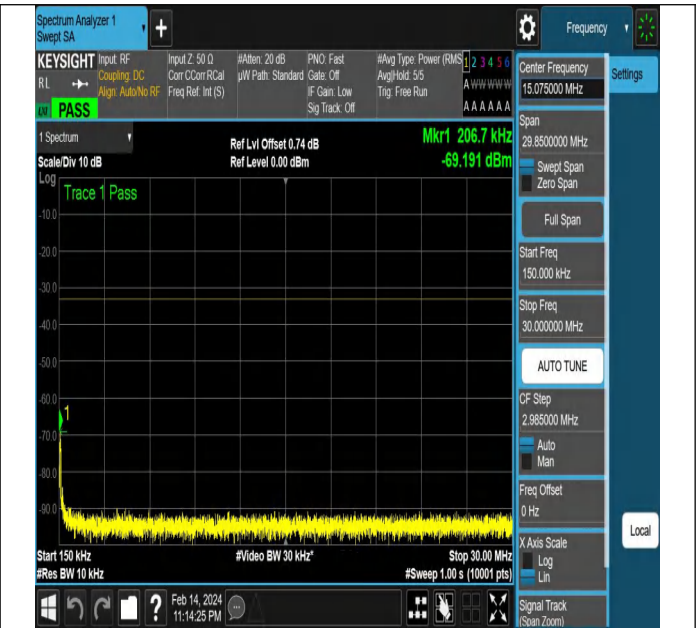 Spectrum Analyzer 1
Swept SA
Frequency
KEYSIGHT
RL
PASS
Input: RF
Coupling: DC
Align: Auto/No RF
Input Z: 50 Ω
Corr CCorr RCal
Freq Ref: Int (S)
#Atten: 20 dB
µW Path: Standard
PNO: Fast
Gate: Off
IF Gain: Low
Sig Track: Off
#Avg Type: Power (RMS
Avg|Hold: 5/5
Trig: Free Run
1 2 3 4 5 6
A W W W W W
A A A A A A
1 Spectrum
Scale/Div 10 dB
Ref Lvl Offset 0.74 dB
Ref Level 0.00 dBm
Mkr1 206.7 kHz
-69.191 dBm
Log
Trace 1 Pass
-10.0
-20.0
-40.0
-50.0
-60.0
1
-70.0
-80.0
-90.0
Start 150 kHz
#Video BW 30 kHz*
Stop 30.00 MHz
#Res BW 10 kHz
#Sweep 1.00 s (10001 pts)
?
Feb 14, 2024
11:14:25 PM
Center Frequency
15.075000 MHz
Settings
Span
29.8500000 MHz
Swept Span
Zero Span
Full Span
Start Freq
150.000 kHz
Stop Freq
30.000000 MHz
AUTO TUNE
CF Step
2.985000 MHz
Auto
Man
Freq Offset
0 Hz
X Axis Scale
Log
Lin
Local
Signal Track
(Span Zoom)